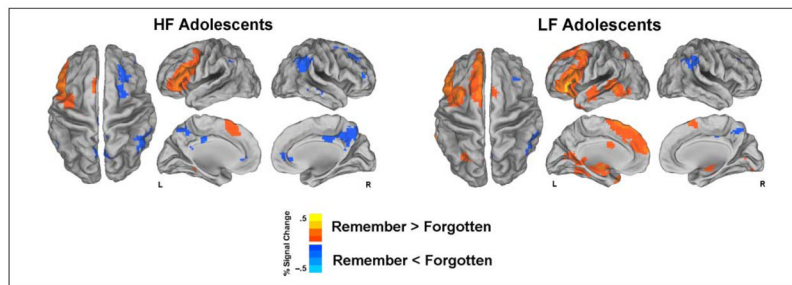 HF Adolescents
LF Adolescents
L
R
L
R
% Signal Change
.5
-.5
Remember > Forgotten
Remember < Forgotten